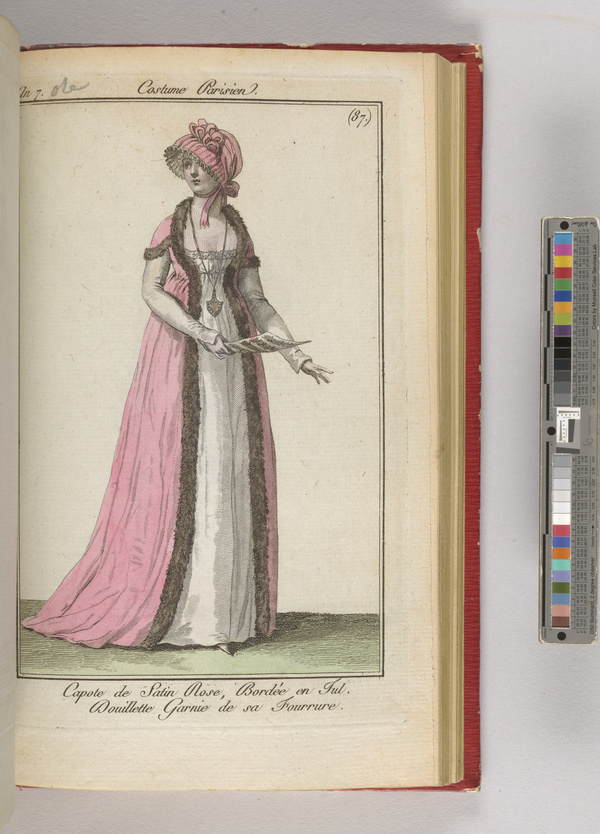 An 7. Costume Parisien.
(87.)
Capote de Satin Rose, Bordée en Tul.
Douillette Garnie de sa Fourrure.